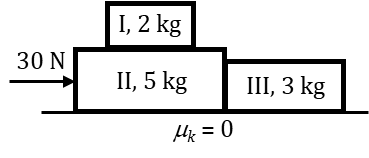 I, 2 kg
30 N
II, 5 kg
III, 3 kg
μk = 0